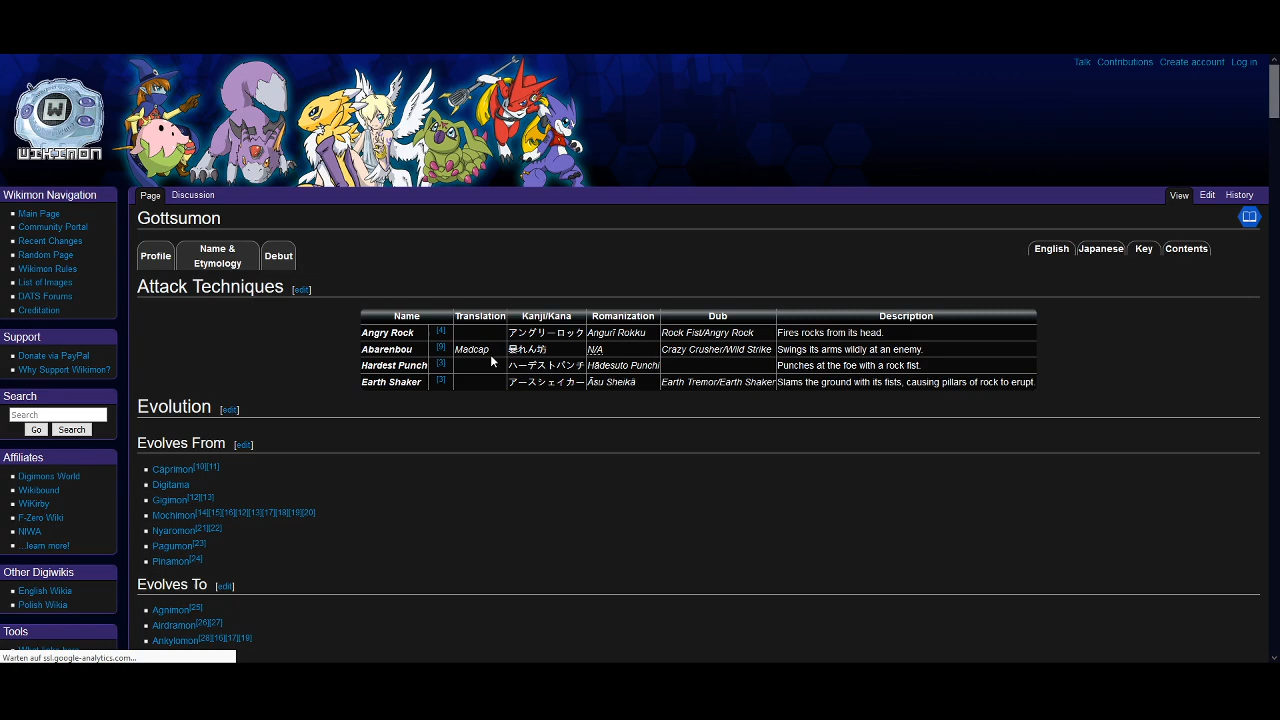 Talk Contributions Create account Log in
W
WIKIMON
Wikimon Navigation
Main Page
Community Portal
Recent Changes
Random Page
Wikimon Rules
List of Images
DATS Forums
Creditation
Support
Donate via PayPal
Why Support Wikimon?
Search
Search
Go Search
Affiliates
Digimons World
Wikibound
WiKirby
F-Zero Wiki
NIWA
...learn more!
Other Digiwikis
English Wikia
Polish Wikia
Tools
Page Discussion View Edit History
Gottsumon
Profile Name & Etymology Debut English Japanese Key Contents
Attack Techniques [edit]
Name Translation Kanji/Kana Romanization Dub Description
Angry Rock [4] アングリーロック Angurī Rokku Rock Fist/Angry Rock Fires rocks from its head.
Abarenbou [9] Madcap 暴れん坊 N/A Crazy Crusher/Wild Strike Swings its arms wildly at an enemy.
Hardest Punch [3] ハーデストパンチ Hādesuto Punchi Punches at the foe with a rock fist.
Earth Shaker [3] アースシェイカー Āsu Sheikā Earth Tremor/Earth Shaker Slams the ground with its fists, causing pillars of rock to erupt.
Evolution [edit]
Evolves From [edit]
Caprimon[10][11]
Digitama
Gigimon[12][13]
Mochimon[14][15][16][12][13][17][18][19][20]
Nyaromon[21][22]
Pagumon[23]
Pinamon[24]
Evolves To [edit]
Agnimon[25]
Airdramon[26][27]
Ankylomon[28][16][17][19]
Warten auf ssl.google-analytics.com...